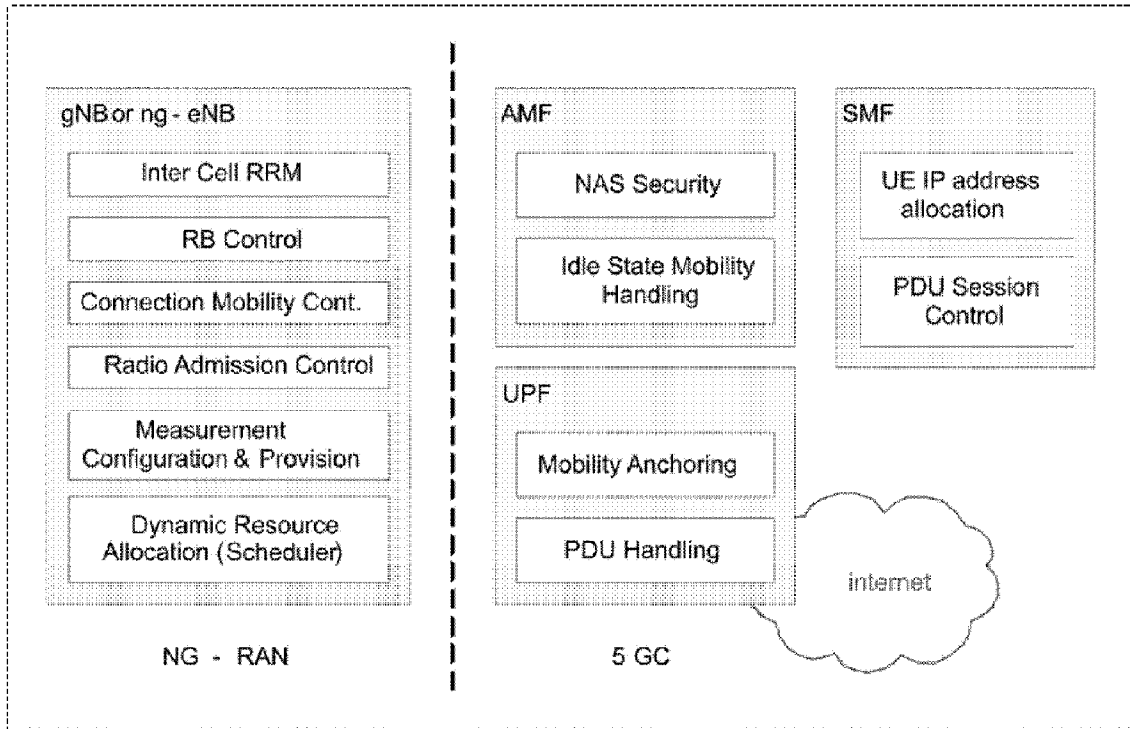 gNB or ng - eNB
Inter Cell RRM
RB Control
Connection Mobility Cont.
Radio Admission Control
Measurement
Configuration & Provision
Dynamic Resource
Allocation (Scheduler)
NG - RAN
AMF
NAS Security
Idle State Mobility
Handling
SMF
UE IP address
allocation
PDU Session
Control
UPF
Mobility Anchoring
PDU Handling
internet
5 GC